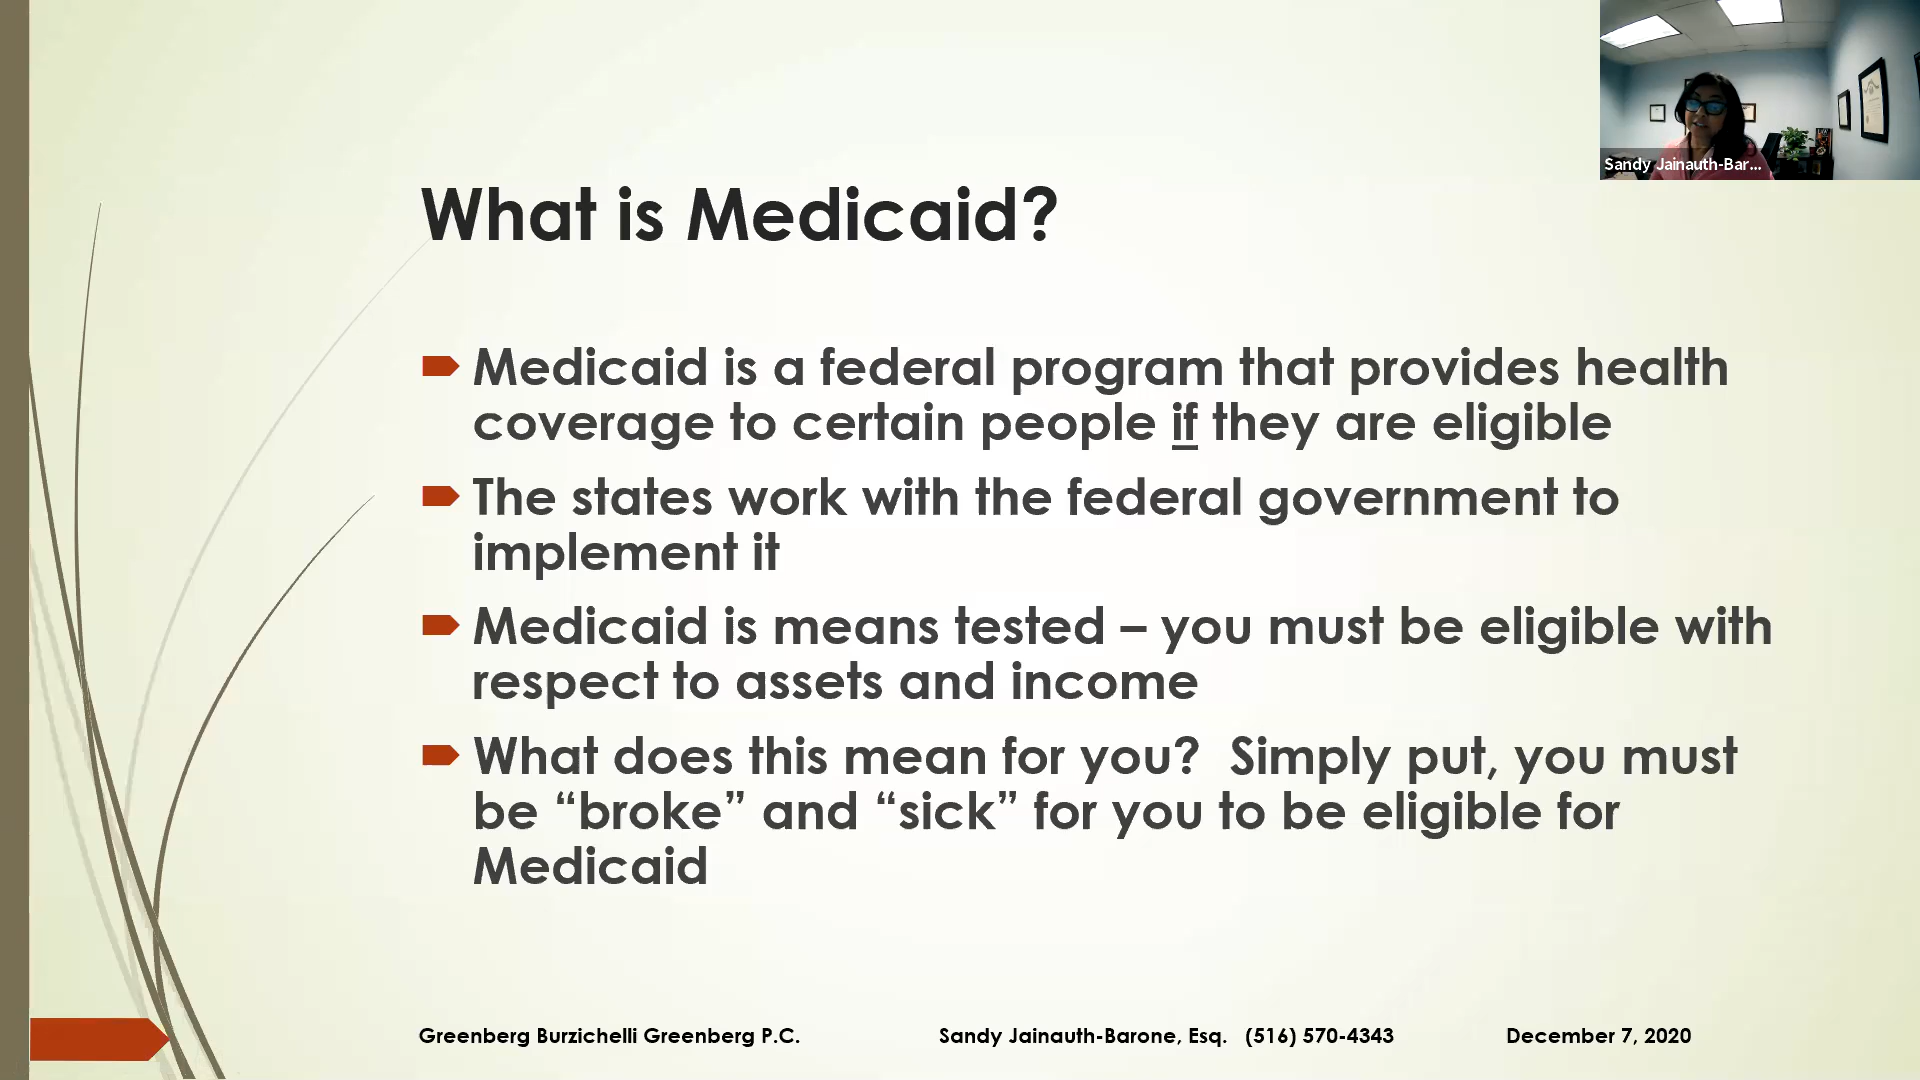 Sandy Jainauth-Bar...
What is Medicaid?
Medicaid is a federal program that provides health
coverage to certain people if they are eligible
The states work with the federal government to
implement it
Medicaid is means tested – you must be eligible with
respect to assets and income
What does this mean for you?  Simply put, you must
be “broke” and “sick” for you to be eligible for
Medicaid
Greenberg Burzichelli Greenberg P.C. Sandy Jainauth-Barone, Esq. (516) 570-4343 December 7, 2020